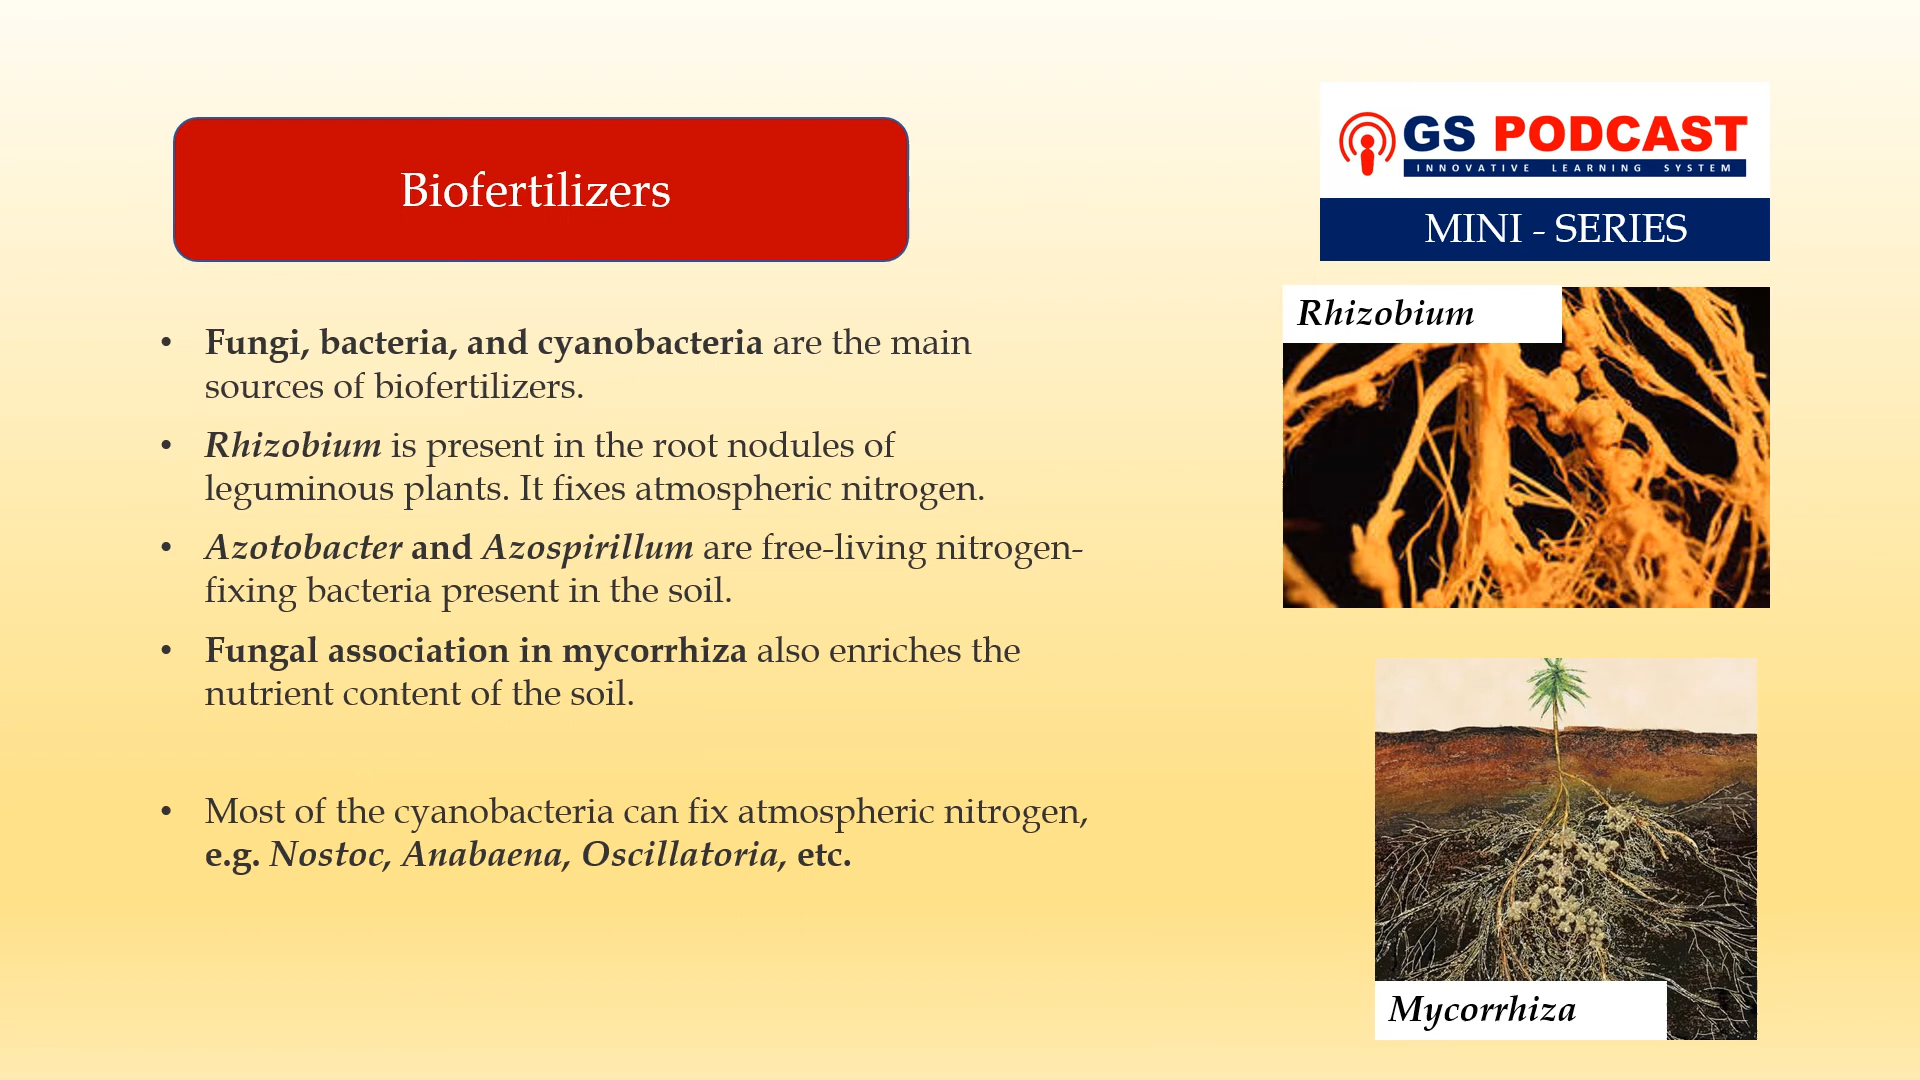 Biofertilizers
GS PODCAST
INNOVATIVE LEARNING SYSTEM
MINI - SERIES
• Fungi, bacteria, and cyanobacteria are the main
sources of biofertilizers.
• Rhizobium is present in the root nodules of
leguminous plants. It fixes atmospheric nitrogen.
• Azotobacter and Azospirillum are free-living nitrogen-
fixing bacteria present in the soil.
• Fungal association in mycorrhiza also enriches the
nutrient content of the soil.
• Most of the cyanobacteria can fix atmospheric nitrogen,
e.g. Nostoc, Anabaena, Oscillatoria, etc.
Rhizobium
Mycorrhiza